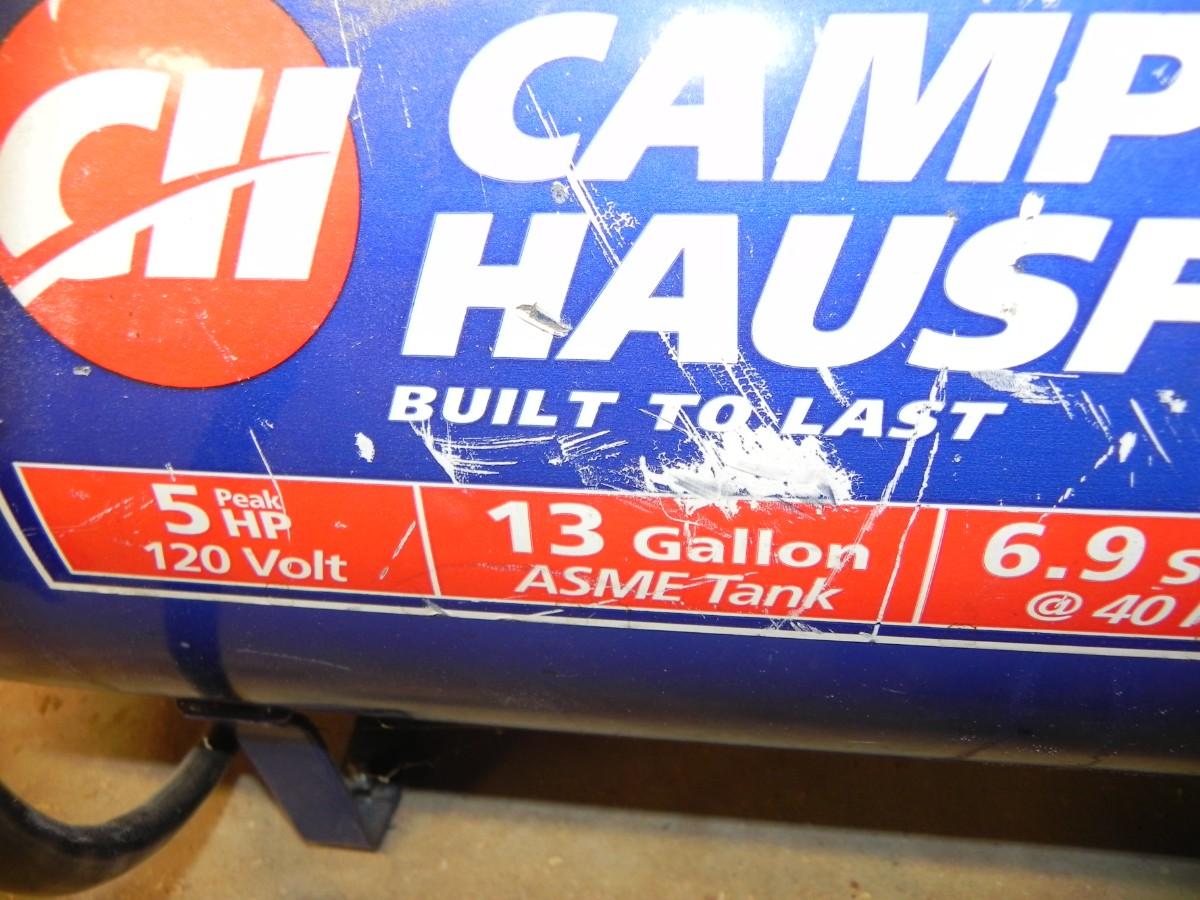 CH
CAMP
HAUSF
BUILT TO LAST
5 Peak HP
120 Volt
13 Gallon
ASME Tank
6.9 S
@ 40